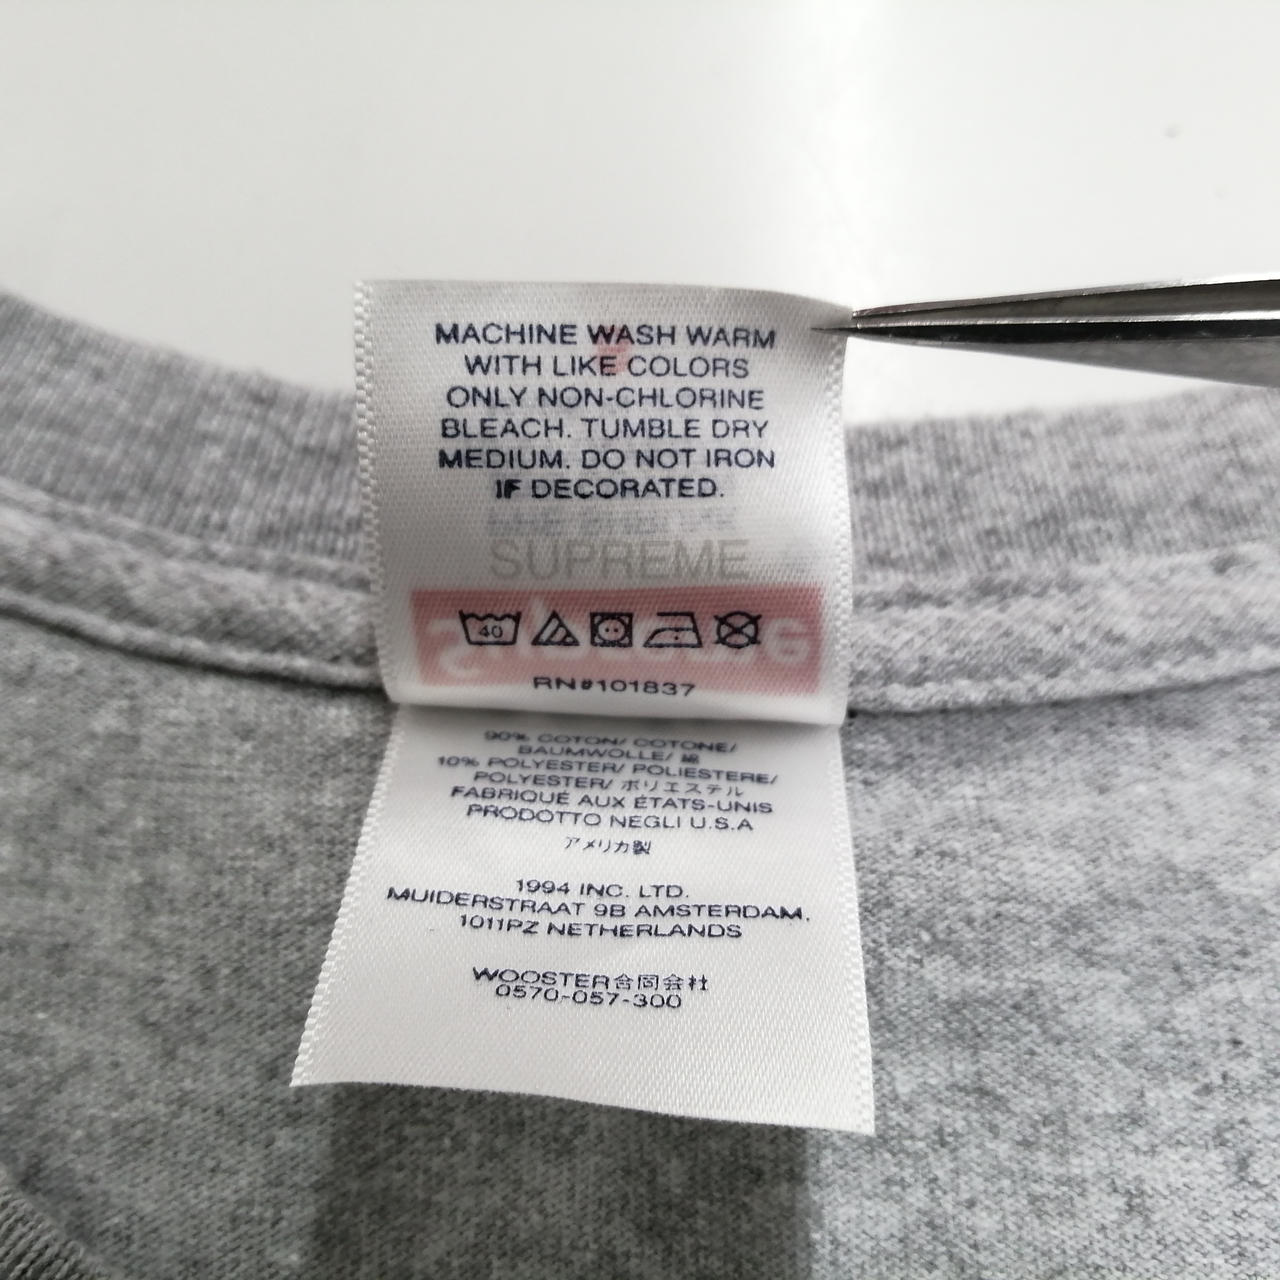 MACHINE WASH WARM
WITH LIKE COLORS
ONLY NON-CHLORINE
BLEACH. TUMBLE DRY
MEDIUM. DO NOT IRON
IF DECORATED.
SUPREME
40
Supreme
RN#101837
90% COTON/ COTONE/
BAUMWOLLE/ 綿
10% POLYESTER/ POLIESTERE/
POLYESTER/ ポリエステル
FABRIQUÉ AUX ÉTATS-UNIS
PRODOTTO NEGLI U.S.A
アメリカ製
1994 INC. LTD.
MUIDERSTRAAT 9B AMSTERDAM,
1011PZ NETHERLANDS
WOOSTER合同会社
0570-057-300